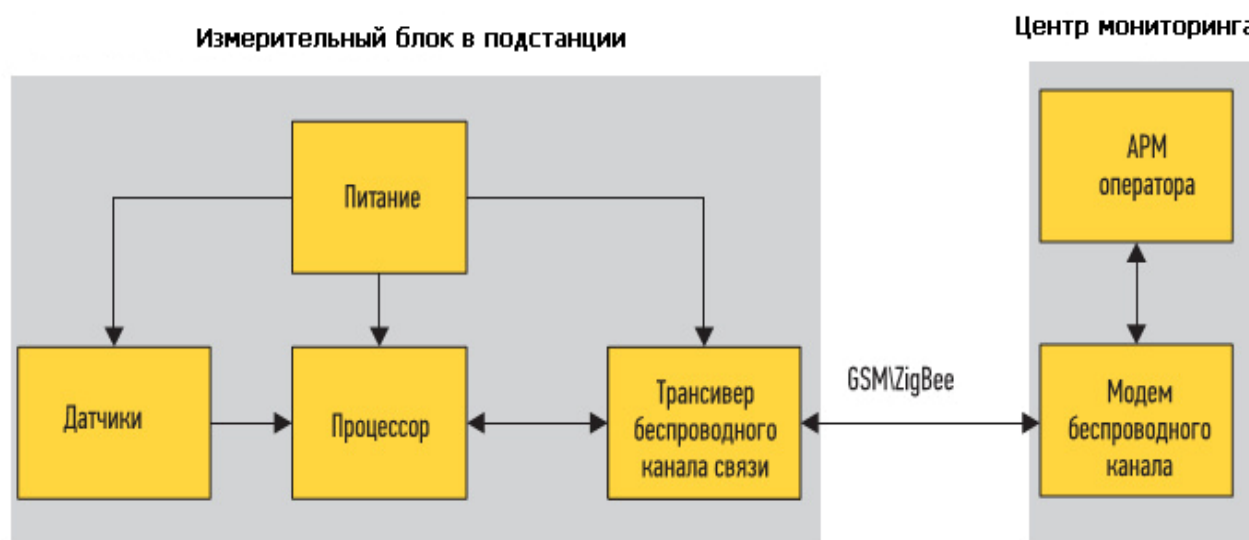 Измерительный блок в подстанции
Центр мониторинга
Питание
АРМ
оператора
Датчики
Процессор
Трансивер
беспроводного
канала связи
GSM\ZigBee
Модем
беспроводного
канала